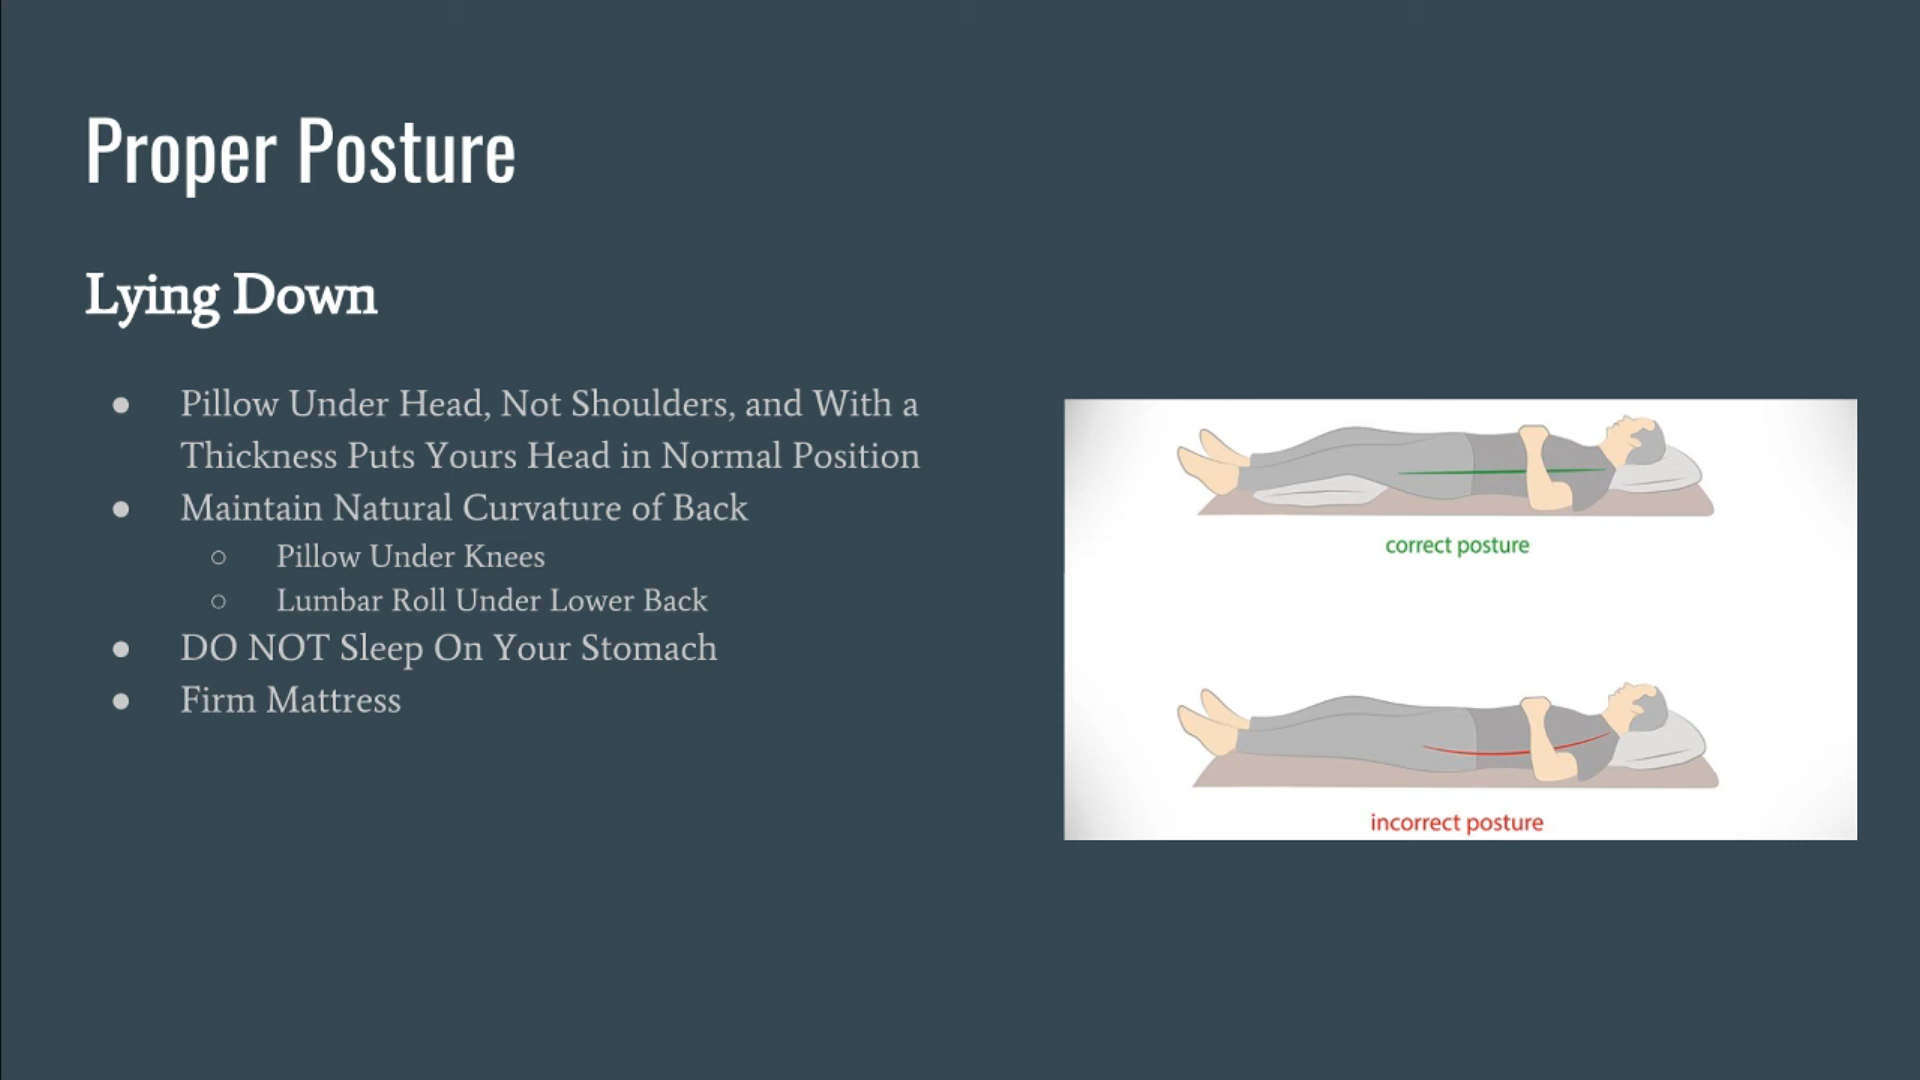 Proper Posture
Lying Down
● Pillow Under Head, Not Shoulders, and With a
Thickness Puts Yours Head in Normal Position
● Maintain Natural Curvature of Back
○ Pillow Under Knees
○ Lumbar Roll Under Lower Back
● DO NOT Sleep On Your Stomach
● Firm Mattress
correct posture
incorrect posture